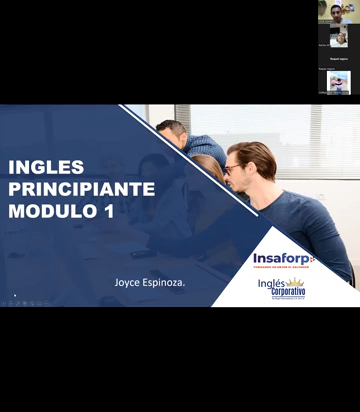 INGLES
PRINCIPIANTE
MODULO 1
Joyce Espinoza.
Insaforp
Inglés
Corporativo